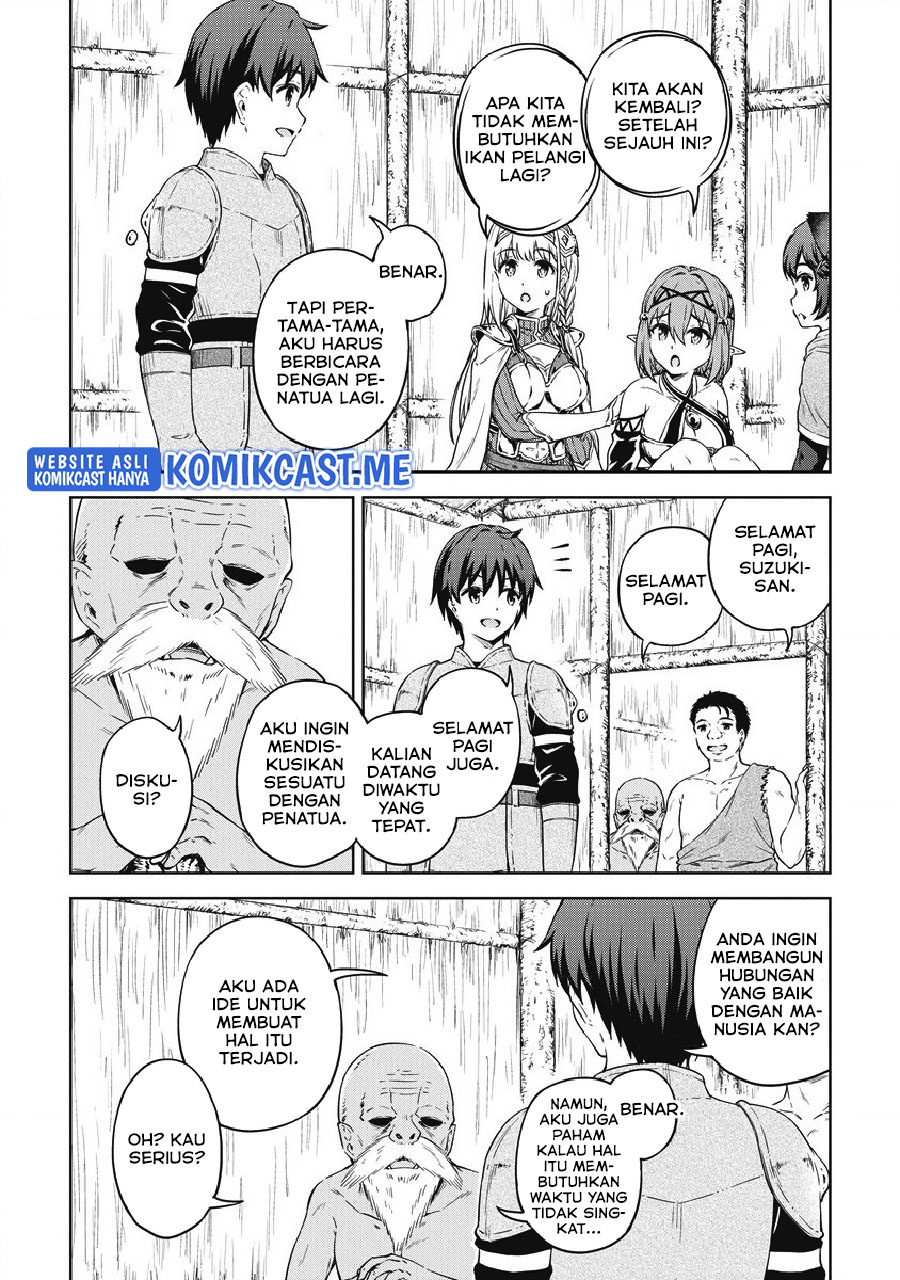 KITA AKAN
KEMBALI?
SETELAH
SEJAUH INI?
APA KITA
TIDAK MEM-
BUTUHKAN
IKAN PELANGI
LAGI?
BENAR.
TAPI PER-
TAMA-TAMA,
AKU HARUS
BERBICARA
DENGAN PE-
NATUA LAGI.
WEBSITE ASLI
KOMIKCAST HANYA
KOMIKCAST.ME
SELAMAT
PAGI,
SUZUKI-
SAN.
SELAMAT
PAGI.
SELAMAT
PAGI
JUGA.
KALIAN
DATANG
DIWAKTU
YANG
TEPAT.
AKU INGIN
MENDIS-
KUSIKAN
SESUATU
DENGAN
PENATUA.
DISKU-
SI?
ANDA INGIN
MEMBANGUN
HUBUNGAN
YANG BAIK
DENGAN MA-
NUSIA KAN?
BENAR.
NAMUN,
AKU JUGA
PAHAM
KALAU HAL
ITU MEM-
BUTUHKAN
WAKTU YANG
TIDAK SING-
KAT...
AKU ADA
IDE UNTUK
MEMBUAT
HAL ITU
TERJADI.
OH? KAU
SERIUS?